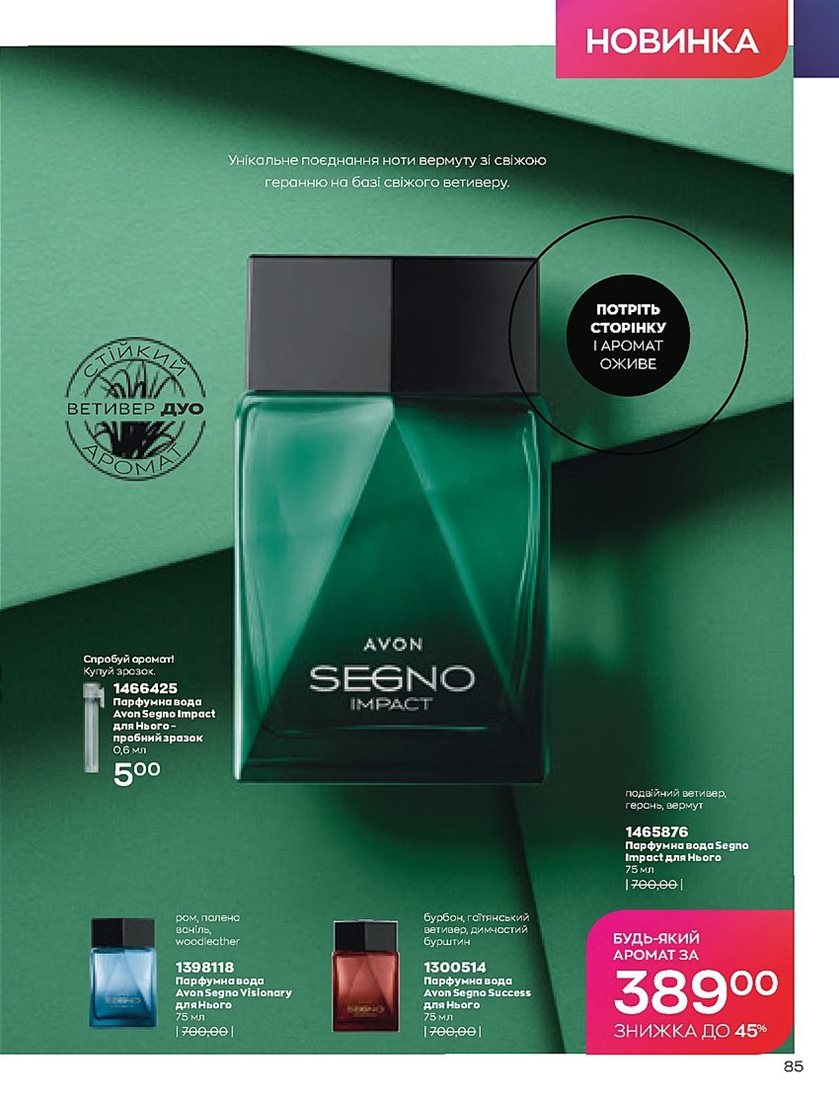 НОВИНКА
Унікальне поєднання ноти вермуту зі свіжою
геранню на базі свіжого ветиверу.
ПОТРІТЬ
СТОРІНКУ
І АРОМАТ
ОЖИВЕ
СТІЙКИЙ
ВЕТИВЕР ДУО
АРОМАТ
AVON
SEGNO
IMPACT
Спробуй аромат!
Купуй зразок.
1466425
Парфумна вода
Avon Segno Impact
для Нього –
пробний зразок
0,6 мл
500
подвійний ветивер,
герань, вермут
1465876
Парфумна вода Segno
Impact для Нього
75 мл
| 700,00 |
ром, палена
ваніль,
woodleather
1398118
Парфумна вода
Avon Segno Visionary
для Нього
75 мл
| 700,00 |
SEGNO
бурбон, гаїтянський
ветивер, димчастий
бурштин
1300514
Парфумна вода
Avon Segno Success
для Нього
75 мл
| 700,00 |
SEGNO
БУДЬ-ЯКИЙ
АРОМАТ ЗА
38900
ЗНИЖКА ДО 45%
85